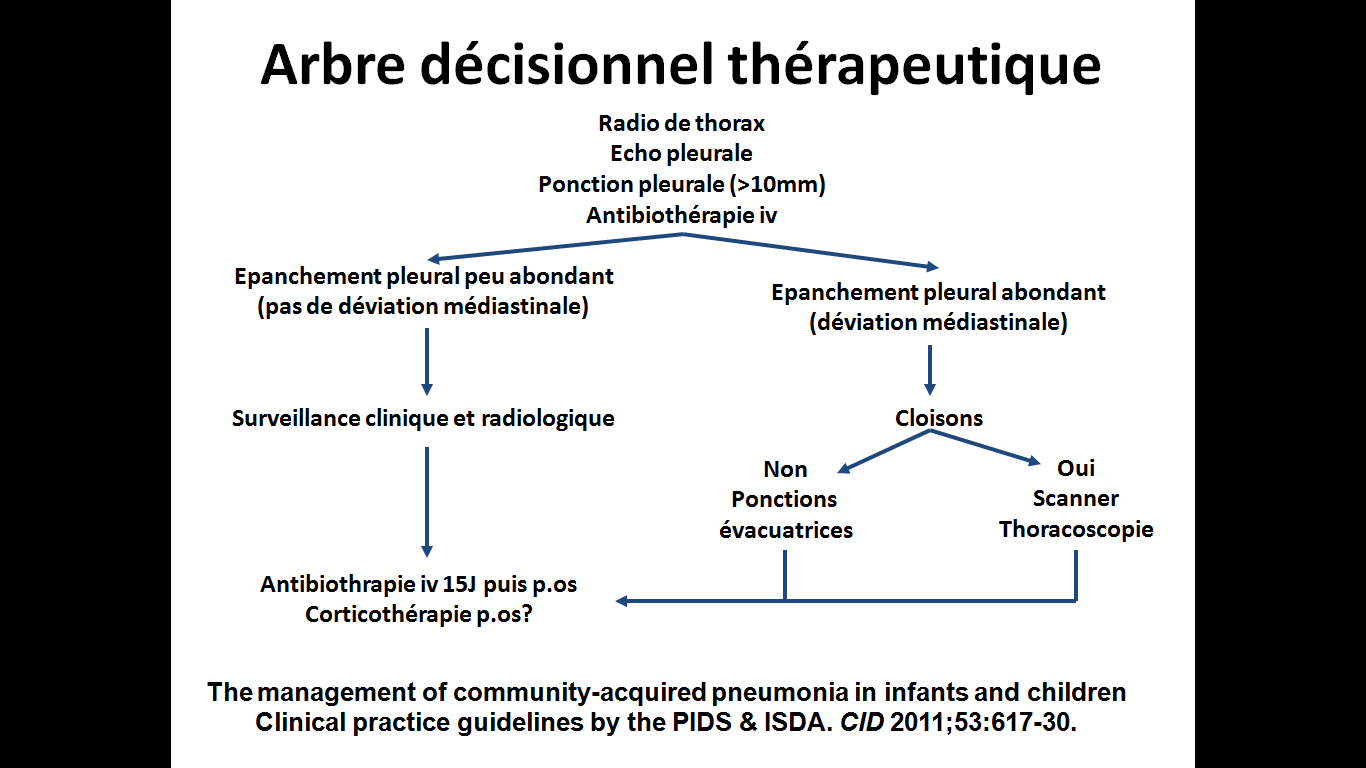 Arbre décisionnel thérapeutique
Radio de thorax
Echo pleurale
Ponction pleurale (>10mm)
Antibiothérapie iv
Epanchement pleural peu abondant
(pas de déviation médiastinale)
Epanchement pleural abondant
(déviation médiastinale)
Surveillance clinique et radiologique
Cloisons
Non
Ponctions
évacuatrices
Oui
Scanner
Thoracoscopie
Antibiothrapie iv 15J puis p.os
Corticothérapie p.os?
The management of community-acquired pneumonia in infants and children
Clinical practice guidelines by the PIDS & ISDA. CID 2011;53:617-30.